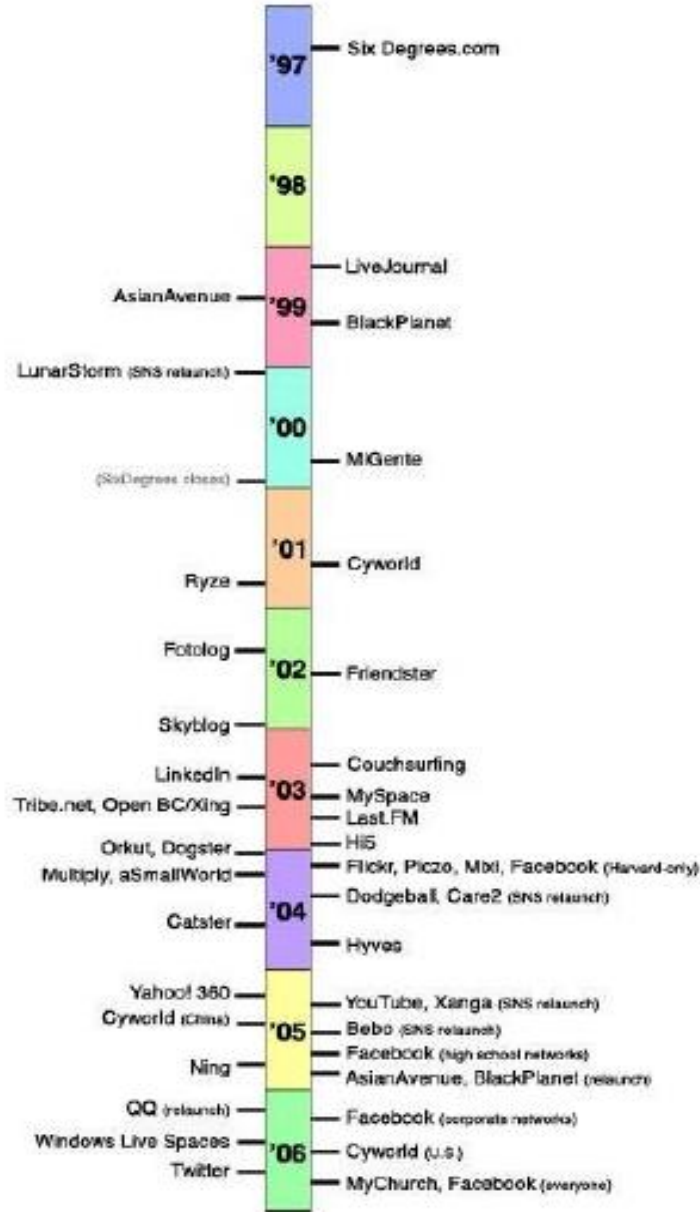 '97
Six Degrees.com
'98
LiveJournal
AsianAvenue
'99
BlackPlanet
LunarStorm (SNS relaunch)
'00
MiGente
(SixDegrees closes)
'01
Cyworld
Ryze
Fotolog
'02
Friendster
Skyblog
Couchsurfing
LinkedIn
'03
MySpace
Tribe.net, Open BC/Xing
Last.FM
Hi5
Orkut, Dogster
Flickr, Piczo, Mixi, Facebook (Harvard-only)
Multiply, aSmallWorld
Dodgeball, Care2 (SNS relaunch)
'04
Catster
Hyves
Yahoo! 360
YouTube, Xanga (SNS relaunch)
Cyworld (China)
'05
Bebo (SNS relaunch)
Facebook (high school networks)
Ning
AsianAvenue, BlackPlanet (relaunch)
QQ (relaunch)
Facebook (corporate networks)
Windows Live Spaces
'06
Cyworld (U.S.)
Twitter
MyChurch, Facebook (everyone)